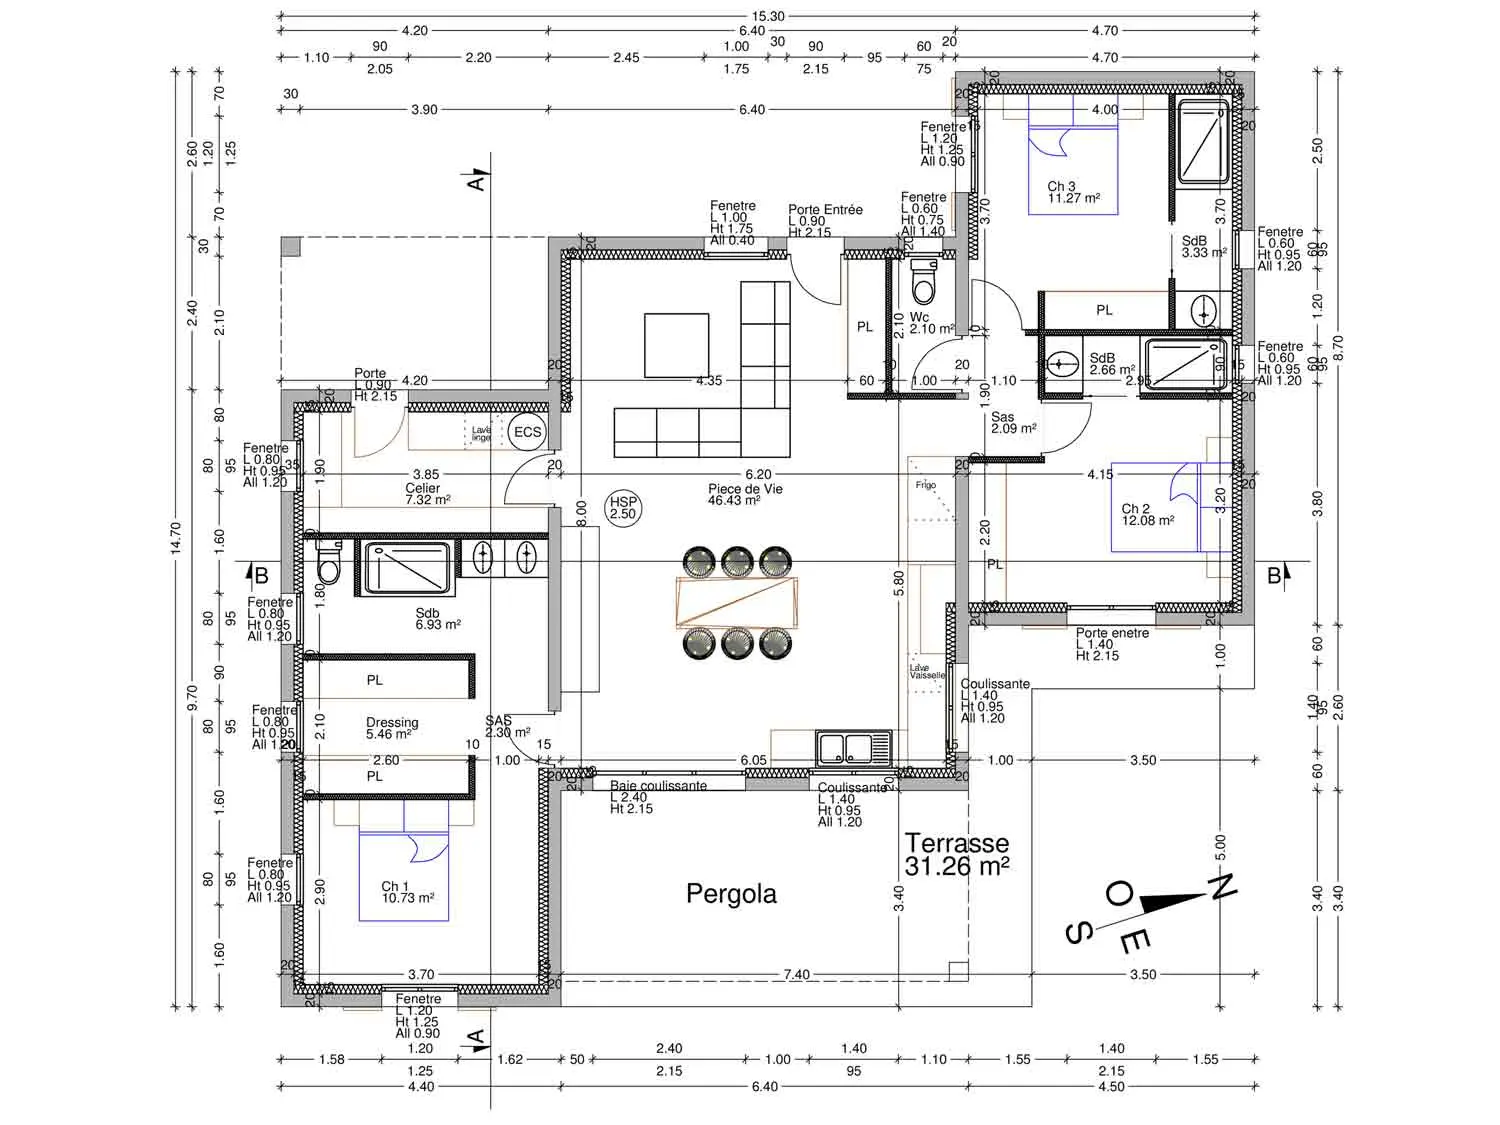 15.30
4.20
6.40
4.70
90
1.00
30
90
60
20
1.10
2.20
2.45
95
4.70
2.05
1.75
2.15
75
30
3.90
6.40
4.00
20
Fenetre
L 1.20
Ht 1.25
All 0.90
Ch 3
11.27 m²
3.70
3.70
SdB
3.33 m²
PL
A
Fenetre
L 1.00
Ht 1.75
All 0.40
Porte Entrée
L 0.90
Ht 2.15
Fenetre
L 0.60
Ht 0.75
All 1.40
Fenetre
L 0.60
Ht 0.95
All 1.20
Wc
2.10 m²
2.10
PL
Fenetre
L 0.60
Ht 0.95
All 1.20
SdB
2.66 m²
Porte
L 0.90
Ht 2.15
4.20
20
4.35
60
1.00
20
1.10
2.95
15
1.90
Sas
2.09 m²
Lave
linge
ECS
Fenetre
L 0.80
Ht 0.95
All 1.20
35
1.90
3.85
20
6.20
20
4.15
Celier
7.32 m²
Piece de Vie
46.43 m²
HSP
2.50
8.00
Frigo
Ch 2
12.08 m²
3.20
2.20
PL
B
B
5.80
Fenetre
L 0.80
Ht 0.95
All 1.20
1.80
Sdb
6.93 m²
Porte enetre
L 1.40
Ht 2.15
1.00
PL
Lave
Vaisselle
Coulissante
L 1.40
Ht 0.95
All 1.20
Fenetre
L 0.80
Ht 0.95
All 1.20
2.10
Dressing
5.46 m²
SAS
2.30 m²
10
15
15
2.60
1.00
20
6.05
20
1.00
3.50
PL
Baie coulissante
L 2.40
Ht 2.15
Coulissante
L 1.40
Ht 0.95
All 1.20
Terrasse
31.26 m²
5.00
Fenetre
L 0.80
Ht 0.95
All 1.20
2.90
Ch 1
10.73 m²
Pergola
3.40
N
O
E
S
20
3.70
20
7.40
3.50
Fenetre
L 1.20
Ht 1.25
All 0.90
A
1.20
2.40
1.40
1.40
1.58
1.62
50
1.00
1.10
1.55
1.55
1.25
2.15
95
2.15
4.40
6.40
4.50
14.70
2.60
2.40
9.70
30
70
1.20
1.25
70
2.10
80
80
95
1.60
80
95
90
80
95
1.60
80
95
1.60
2.50
60
95
1.20
60
95
3.80
8.70
60
1.40
95
2.60
60
3.40
3.40